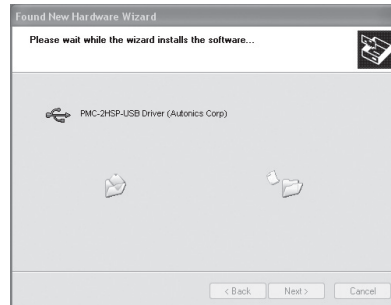 Found New Hardware Wizard
Please wait while the wizard installs the software...
PMC-2HSP-USB Driver (Autonics Corp)
< Back
Next >
Cancel